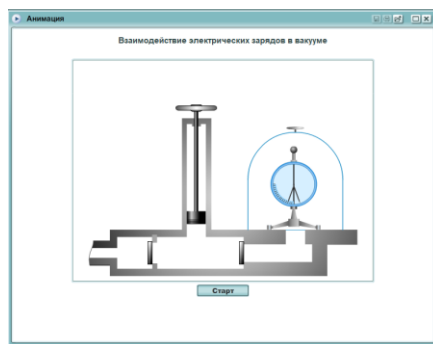 Анимация
Взаимодействие электрических зарядов в вакууме
Старт